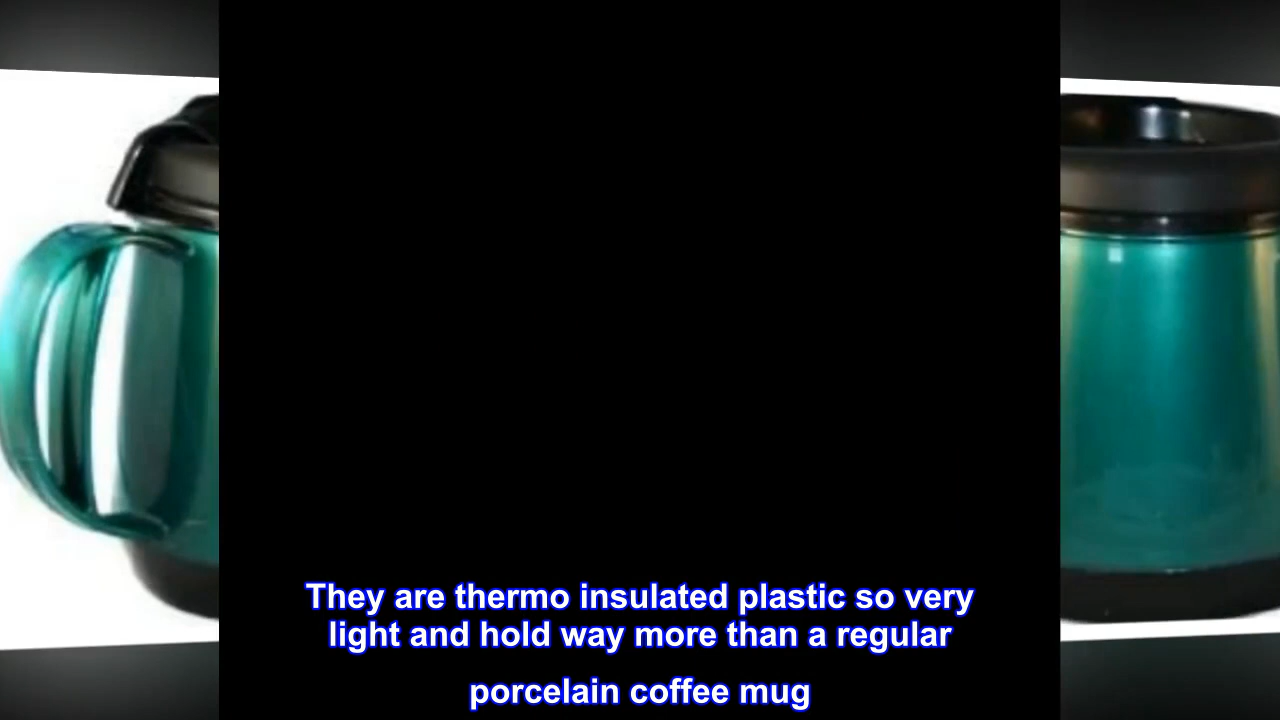 They are thermo insulated plastic so very
light and hold way more than a regular
porcelain coffee mug